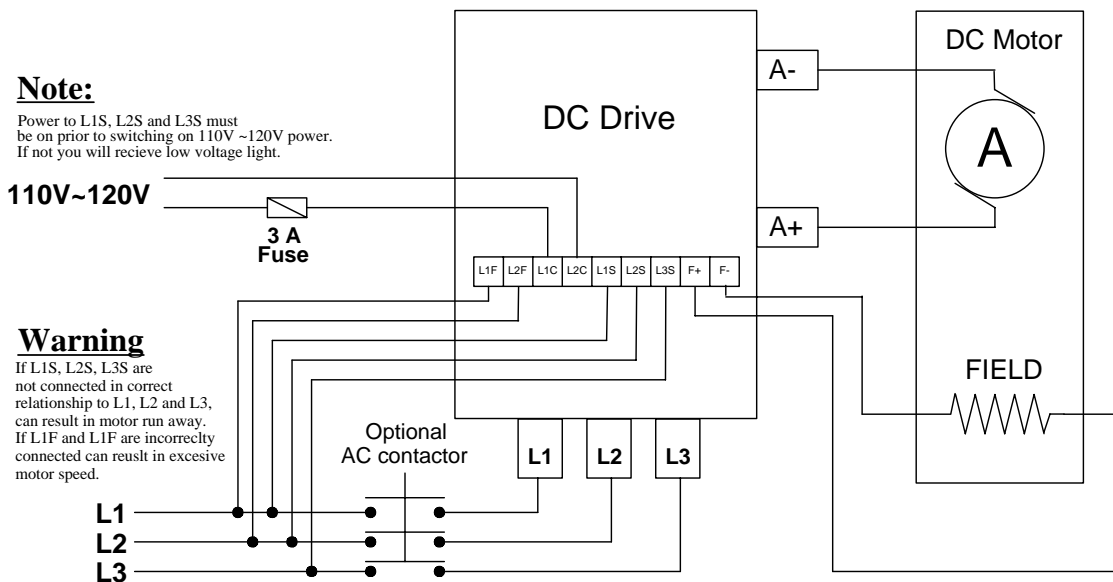 DC Motor
A-
Note:
DC Drive
Power to L1S, L2S and L3S must
be on prior to switching on 110V ~120V power.
If not you will recieve low voltage light.
A
110V~120V
A+
3 A
Fuse
L1F L2F L1C L2C L1S L2S L3S F+ F-
Warning
If L1S, L2S, L3S are
not connected in correct
relationship to L1, L2 and L3,
can result in motor run away.
If L1F and L1F are incorreclty
connected can reuslt in excesive
motor speed.
FIELD
Optional
AC contactor
L1 L2 L3
L1
L2
L3